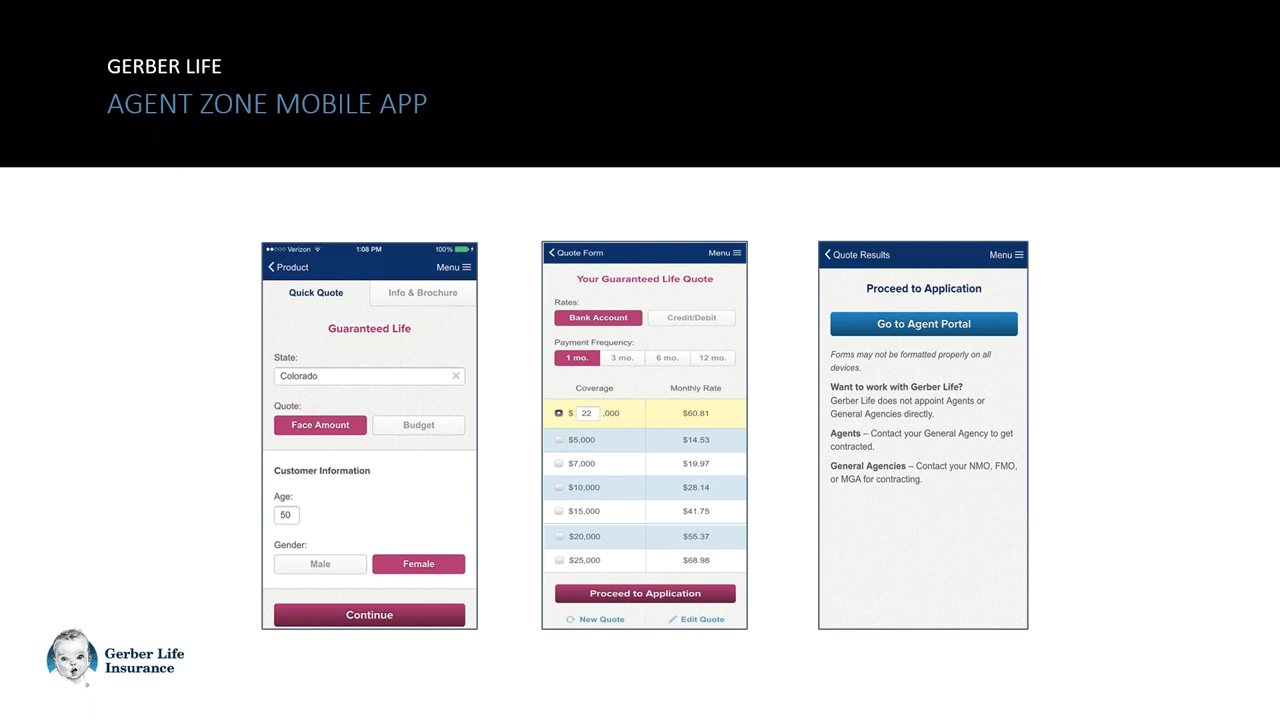 GERBER LIFE
AGENT ZONE MOBILE APP
Verizon 1:08 PM 100%
Product Menu
Quick Quote Info & Brochure
Guaranteed Life
State:
Colorado
Quote:
Face Amount Budget
Customer Information
Age:
50
Gender:
Male Female
Continue
Quote Form Menu
Your Guaranteed Life Quote
Rates:
Bank Account Credit/Debit
Payment Frequency:
1 mo. 3 mo. 6 mo. 12 mo.
Coverage Monthly Rate
$ 22 ,000 $60.81
$5,000 $14.53
$7,000 $19.97
$10,000 $28.14
$15,000 $41.75
$20,000 $55.37
$25,000 $68.98
Proceed to Application
New Quote Edit Quote
Quote Results Menu
Proceed to Application
Go to Agent Portal
Forms may not be formatted properly on all
devices.
Want to work with Gerber Life?
Gerber Life does not appoint Agents or
General Agencies directly.
Agents – Contact your General Agency to get
contracted.
General Agencies – Contact your NMO, FMO,
or MGA for contracting.
Gerber Life
Insurance